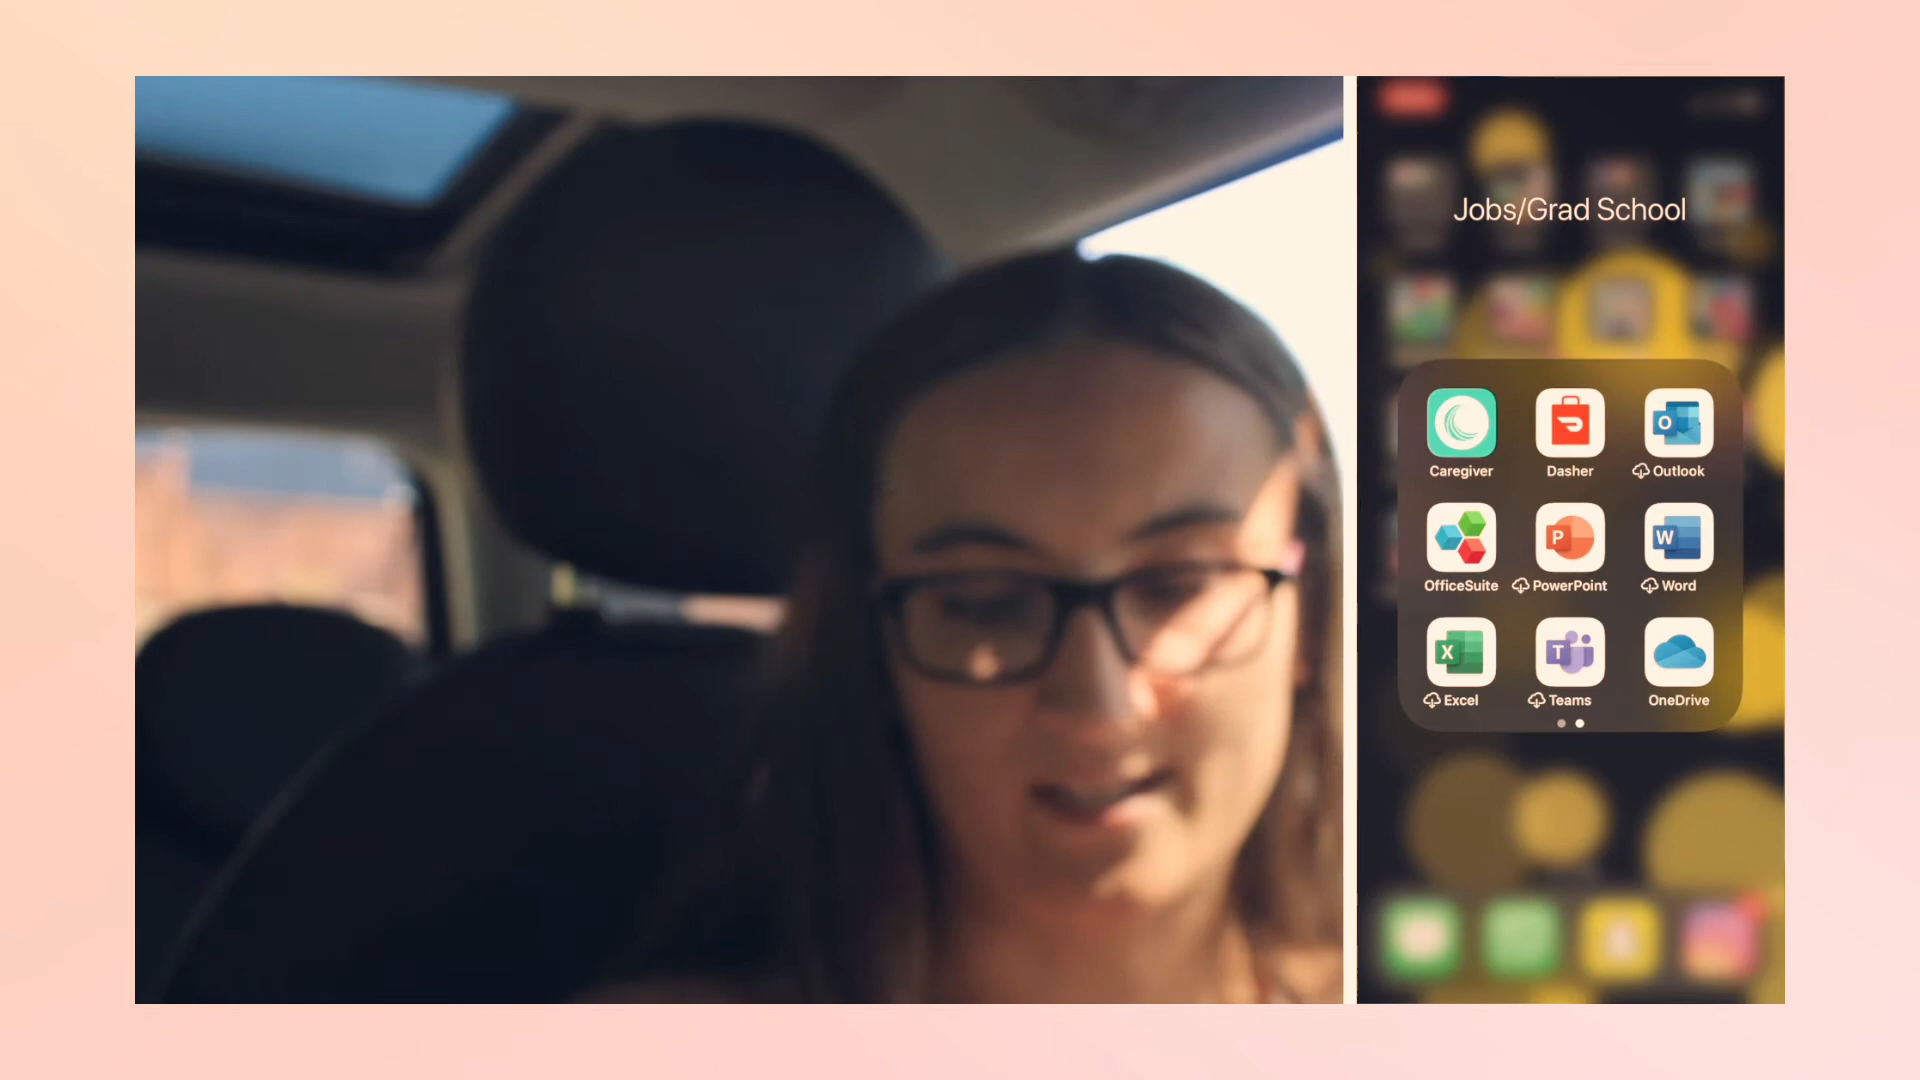 Jobs/Grad School
Caregiver
Dasher
Outlook
OfficeSuite
PowerPoint
Word
Excel
Teams
OneDrive